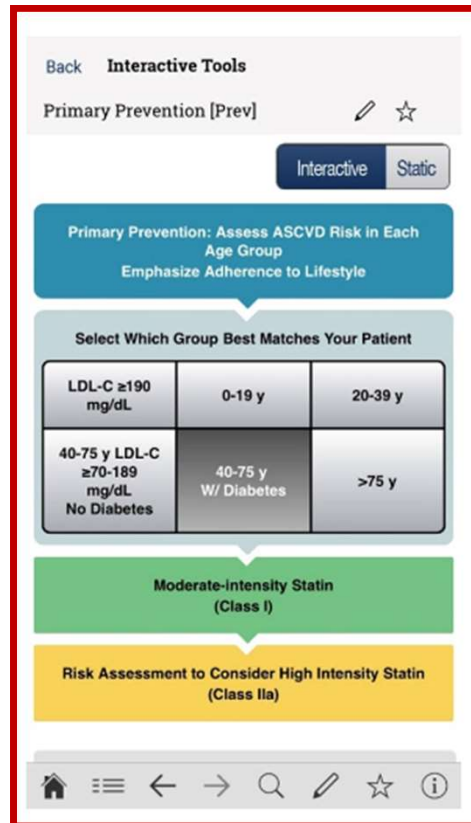 Back Interactive Tools
Primary Prevention [Prev]
Interactive Static
Primary Prevention: Assess ASCVD Risk in Each
Age Group
Emphasize Adherence to Lifestyle
Select Which Group Best Matches Your Patient
LDL-C ≥190
mg/dL
0-19 y
20-39 y
40-75 y LDL-C
≥70-189
mg/dL
No Diabetes
40-75 y
W/ Diabetes
>75 y
Moderate-intensity Statin
(Class I)
Risk Assessment to Consider High Intensity Statin
(Class IIa)